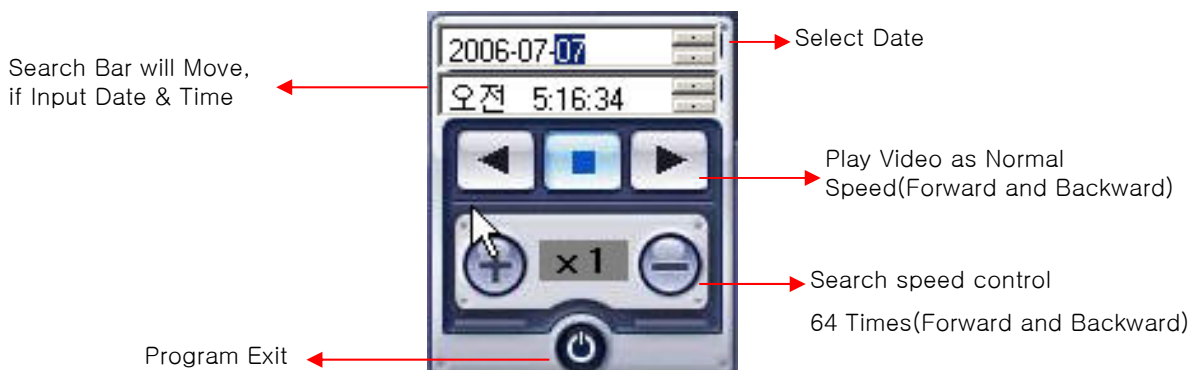 2006-07-07
Select Date
Search Bar will Move,
if Input Date & Time
오전 5:16:34
Play Video as Normal
Speed(Forward and Backward)
×1
Search speed control
64 Times(Forward and Backward)
Program Exit